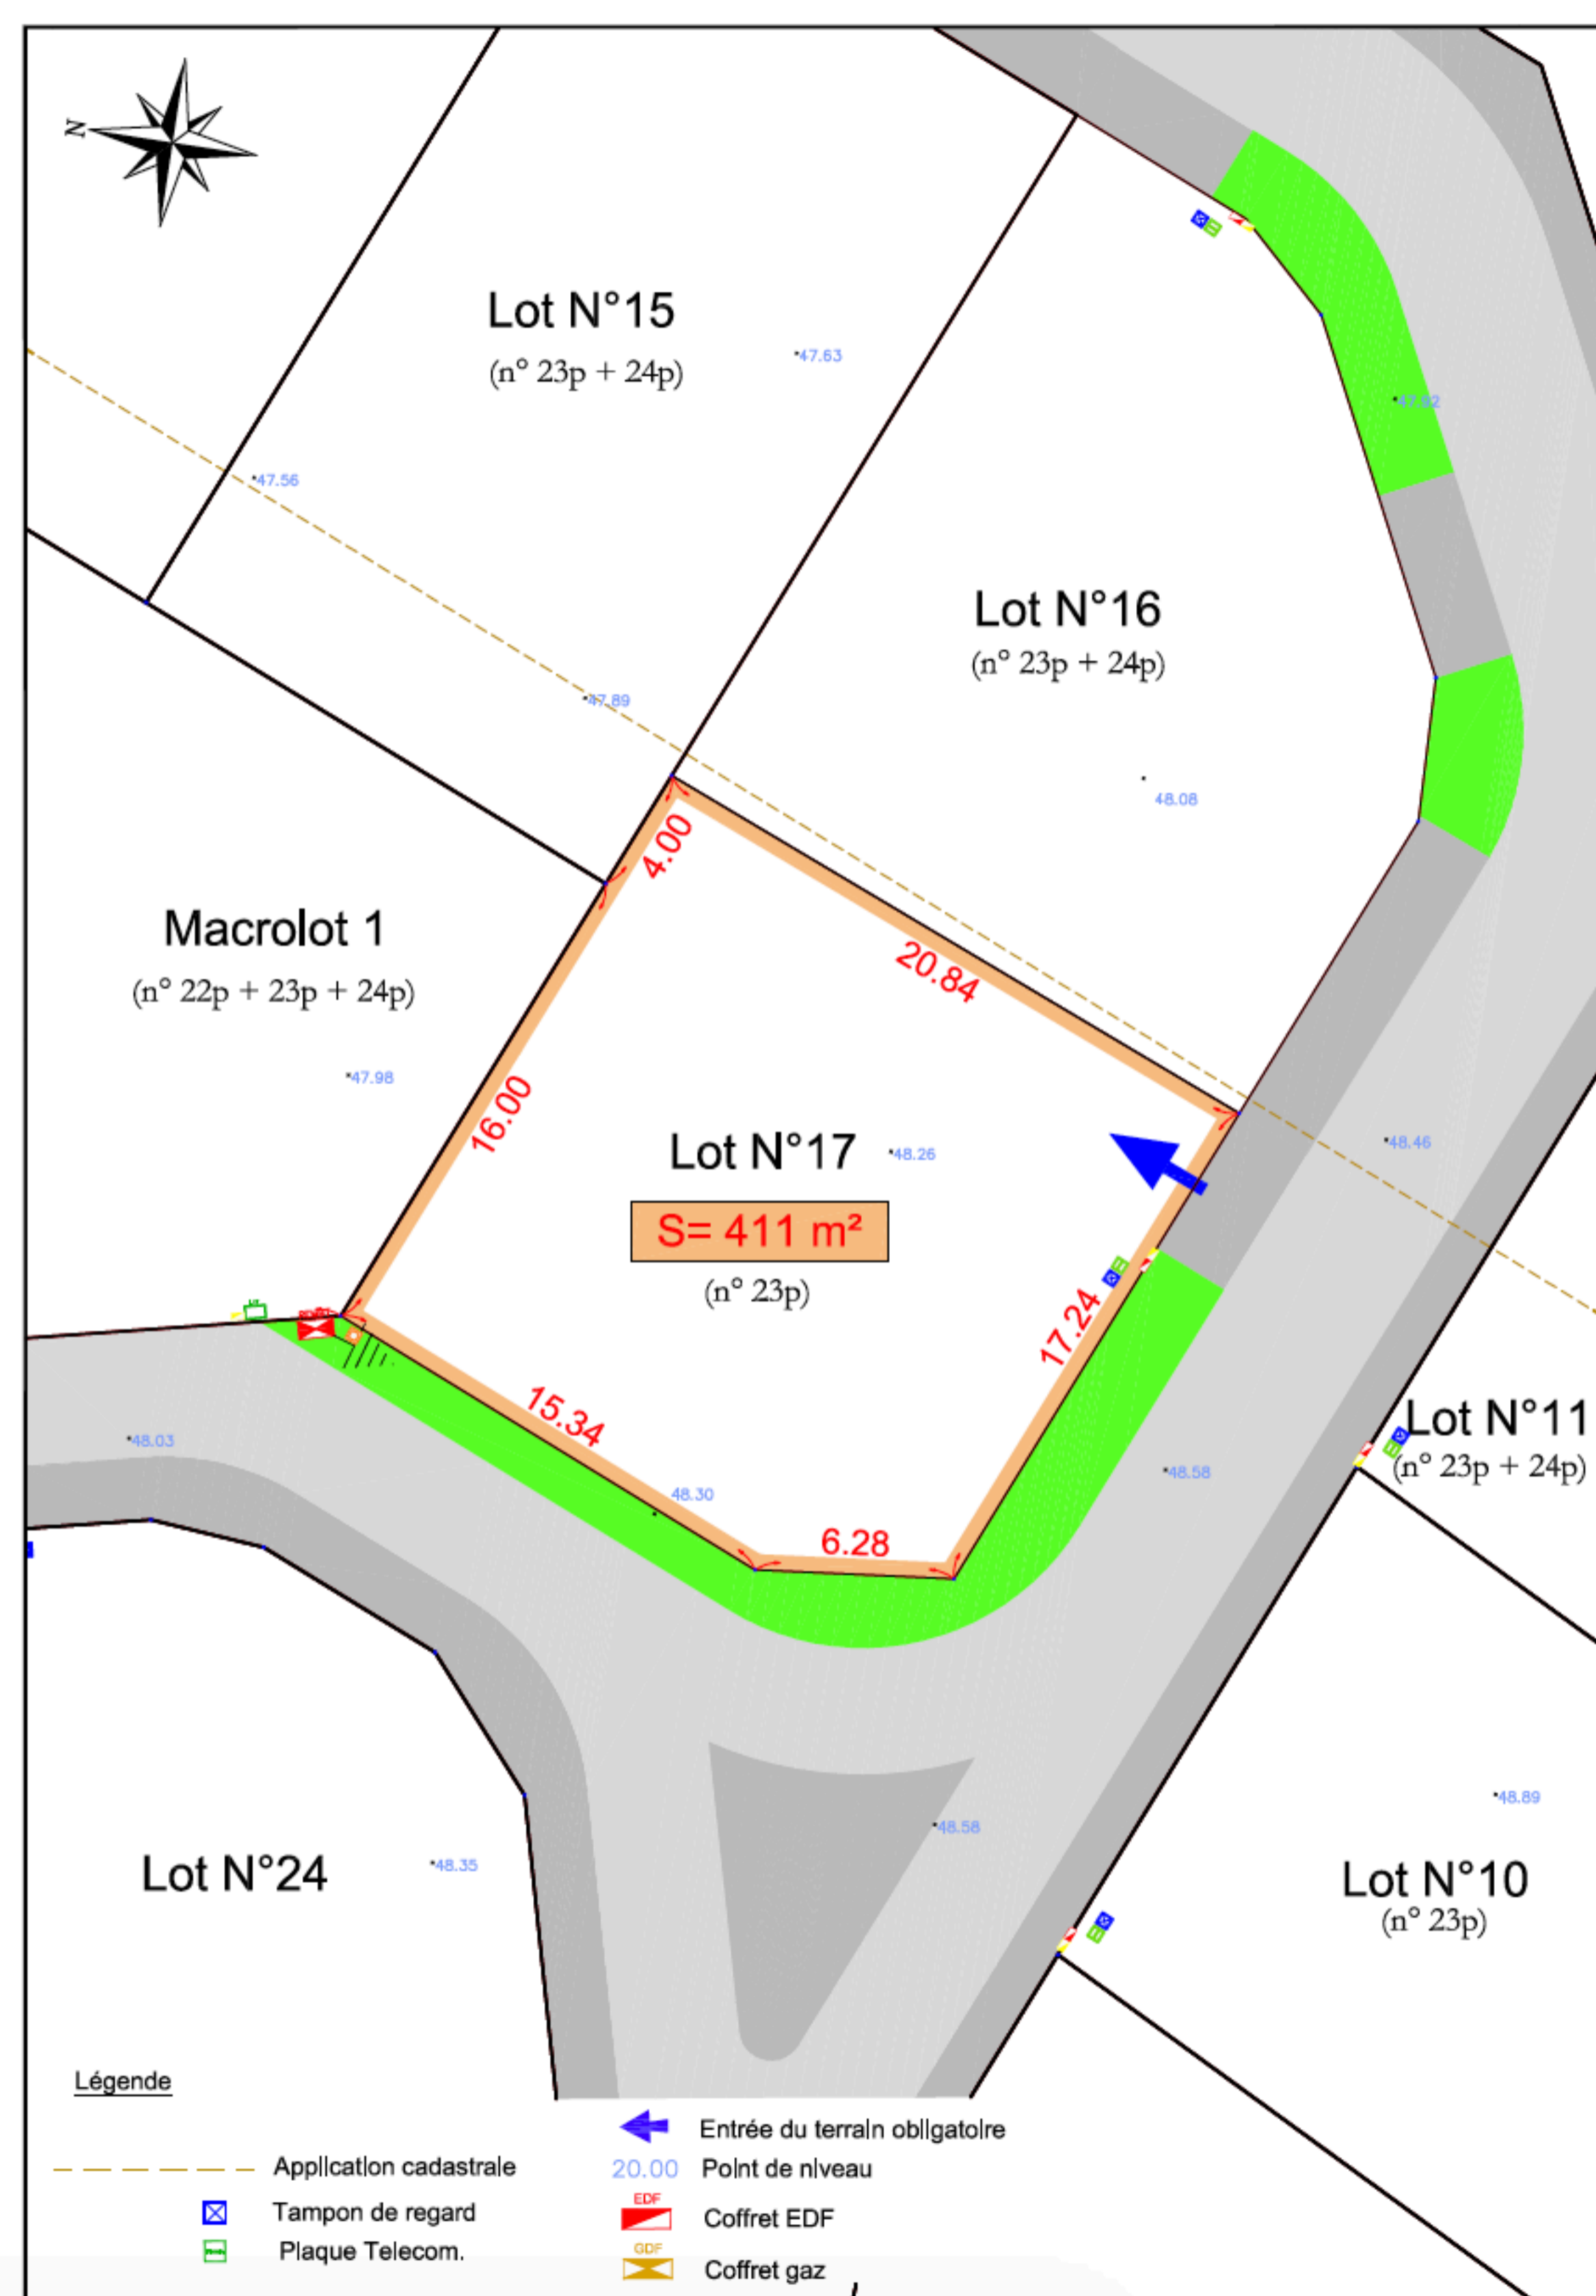 N
Lot N°15
(n° 23p + 24p)
47.63
47.92
47.56
Lot N°16
(n° 23p + 24p)
47.89
48.08
4.00
Macrolot 1
(n° 22p + 23p + 24p)
20.84
47.98
16.00
Lot N°17
48.26
48.46
S= 411 m²
(n° 23p)
17.24
15.34
48.03
48.30
6.28
48.58
Lot N°11
(n° 23p + 24p)
48.58
48.89
Lot N°24
48.35
Lot N°10
(n° 23p)
Légende
Application cadastrale
Tampon de regard
Plaque Telecom.
Entrée du terrain obligatoire
20.00 Point de niveau
EDF
Coffret EDF
GDF
Coffret gaz